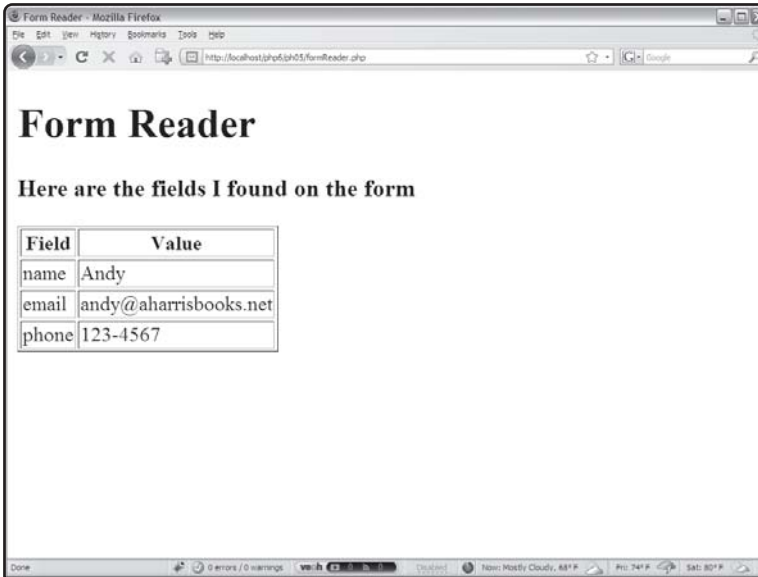 Form Reader - Mozilla Firefox
File Edit View History Bookmarks Tools Help
http://localhost/php6/ph05/formReader.php
Google
Form Reader
Here are the fields I found on the form
Field Value
name Andy
email andy@aharrisbooks.net
phone 123-4567
Done 0 errors / 0 warnings Disabled Now: Mostly Cloudy, 68° F Fri: 74° F Sat: 80° F